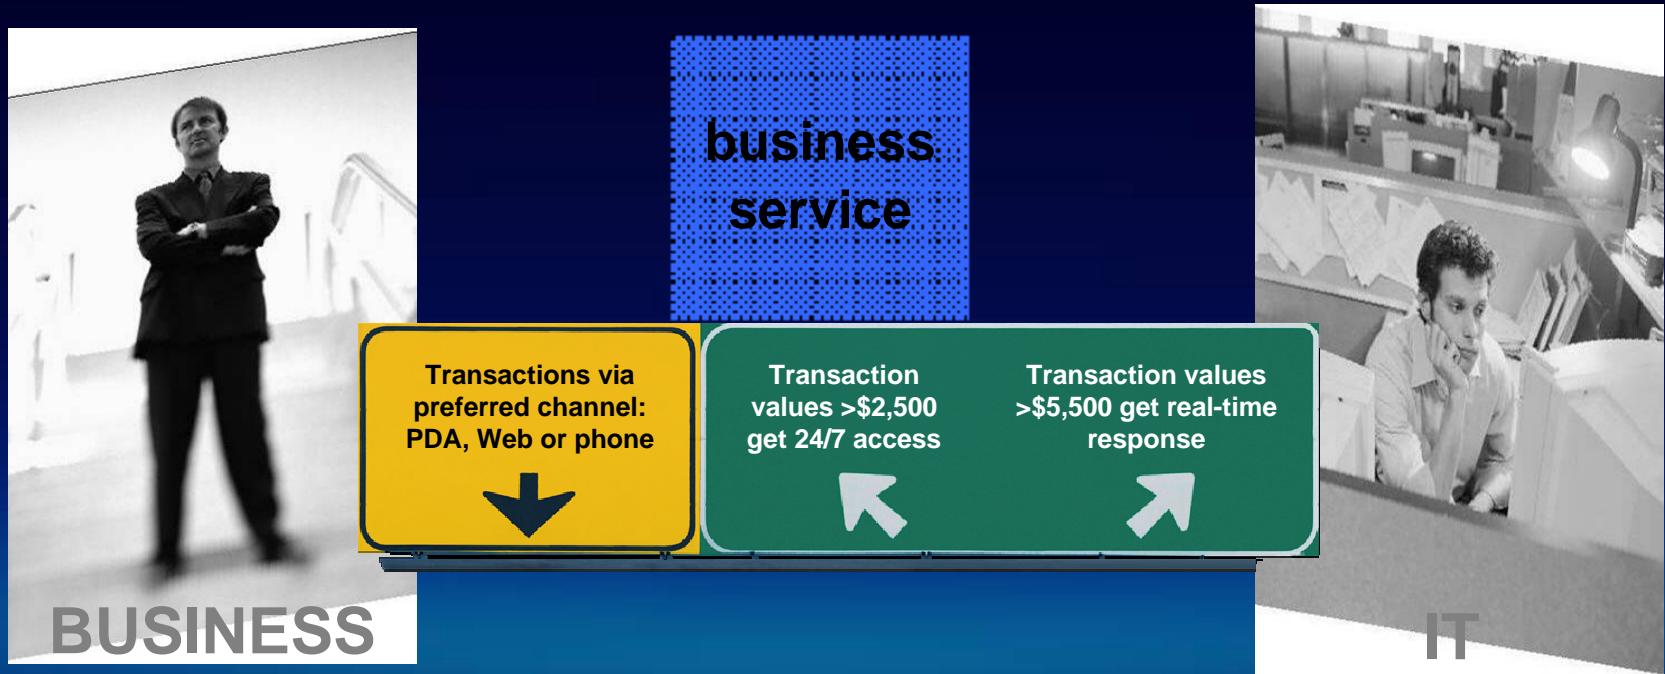 business
service
Transactions via
preferred channel:
PDA, Web or phone
Transaction
values >$2,500
get 24/7 access
Transaction values
>$5,500 get real-time
response
BUSINESS
IT